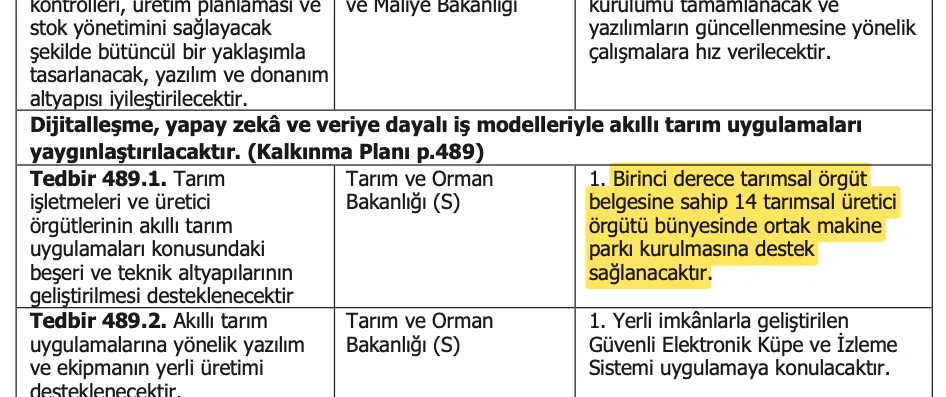 kontrolleri, üretim planlaması ve
stok yönetimini sağlayacak
şekilde bütüncül bir yaklaşımla
tasarlanacak, yazılım ve donanım
altyapısı iyileştirilecektir.
ve Maliye Bakanlığı
kurulumu tamamlanacak ve
yazılımların güncellenmesine yönelik
çalışmalara hız verilecektir.
Dijitalleşme, yapay zekâ ve veriye dayalı iş modelleriyle akıllı tarım uygulamaları
yaygınlaştırılacaktır. (Kalkınma Planı p.489)
Tedbir 489.1. Tarım
işletmeleri ve üretici
örgütlerinin akıllı tarım
uygulamaları konusundaki
beşeri ve teknik altyapılarının
geliştirilmesi desteklenecektir
Tarım ve Orman
Bakanlığı (S)
1. Birinci derece tarımsal örgüt
belgesine sahip 14 tarımsal üretici
örgütü bünyesinde ortak makine
parkı kurulmasına destek
sağlanacaktır.
Tedbir 489.2. Akıllı tarım
uygulamalarına yönelik yazılım
ve ekipmanın yerli üretimi
desteklenecektir.
Tarım ve Orman
Bakanlığı (S)
1. Yerli imkânlarla geliştirilen
Güvenli Elektronik Küpe ve İzleme
Sistemi uygulamaya konulacaktır.